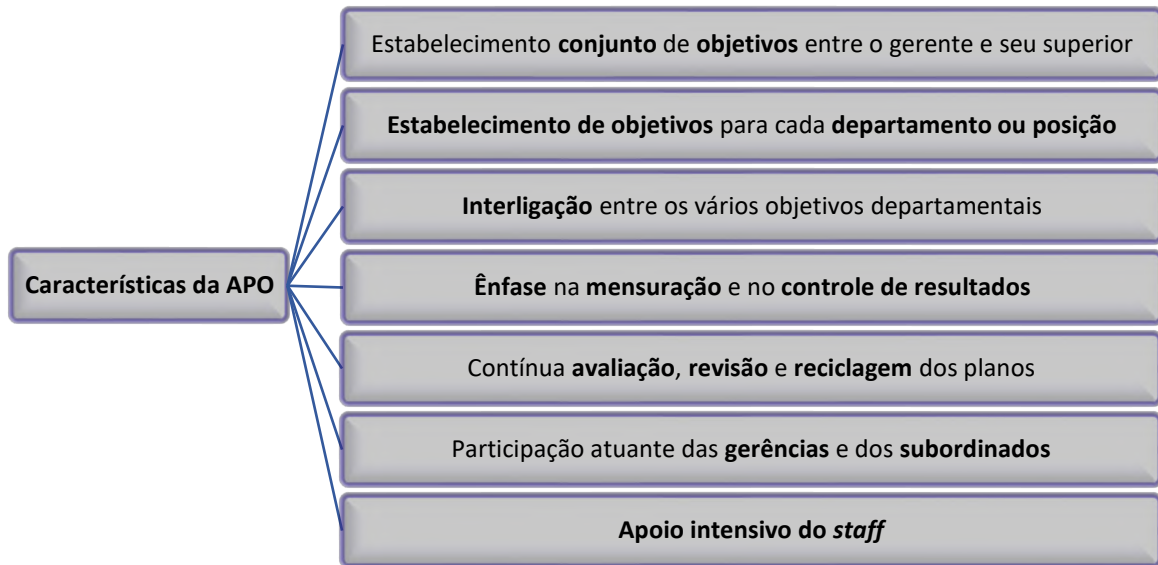 Estabelecimento conjunto de objetivos entre o gerente e seu superior
Estabelecimento de objetivos para cada departamento ou posição
Interligação entre os vários objetivos departamentais
Características da APO
Ênfase na mensuração e no controle de resultados
Contínua avaliação, revisão e reciclagem dos planos
Participação atuante das gerências e dos subordinados
Apoio intensivo do staff